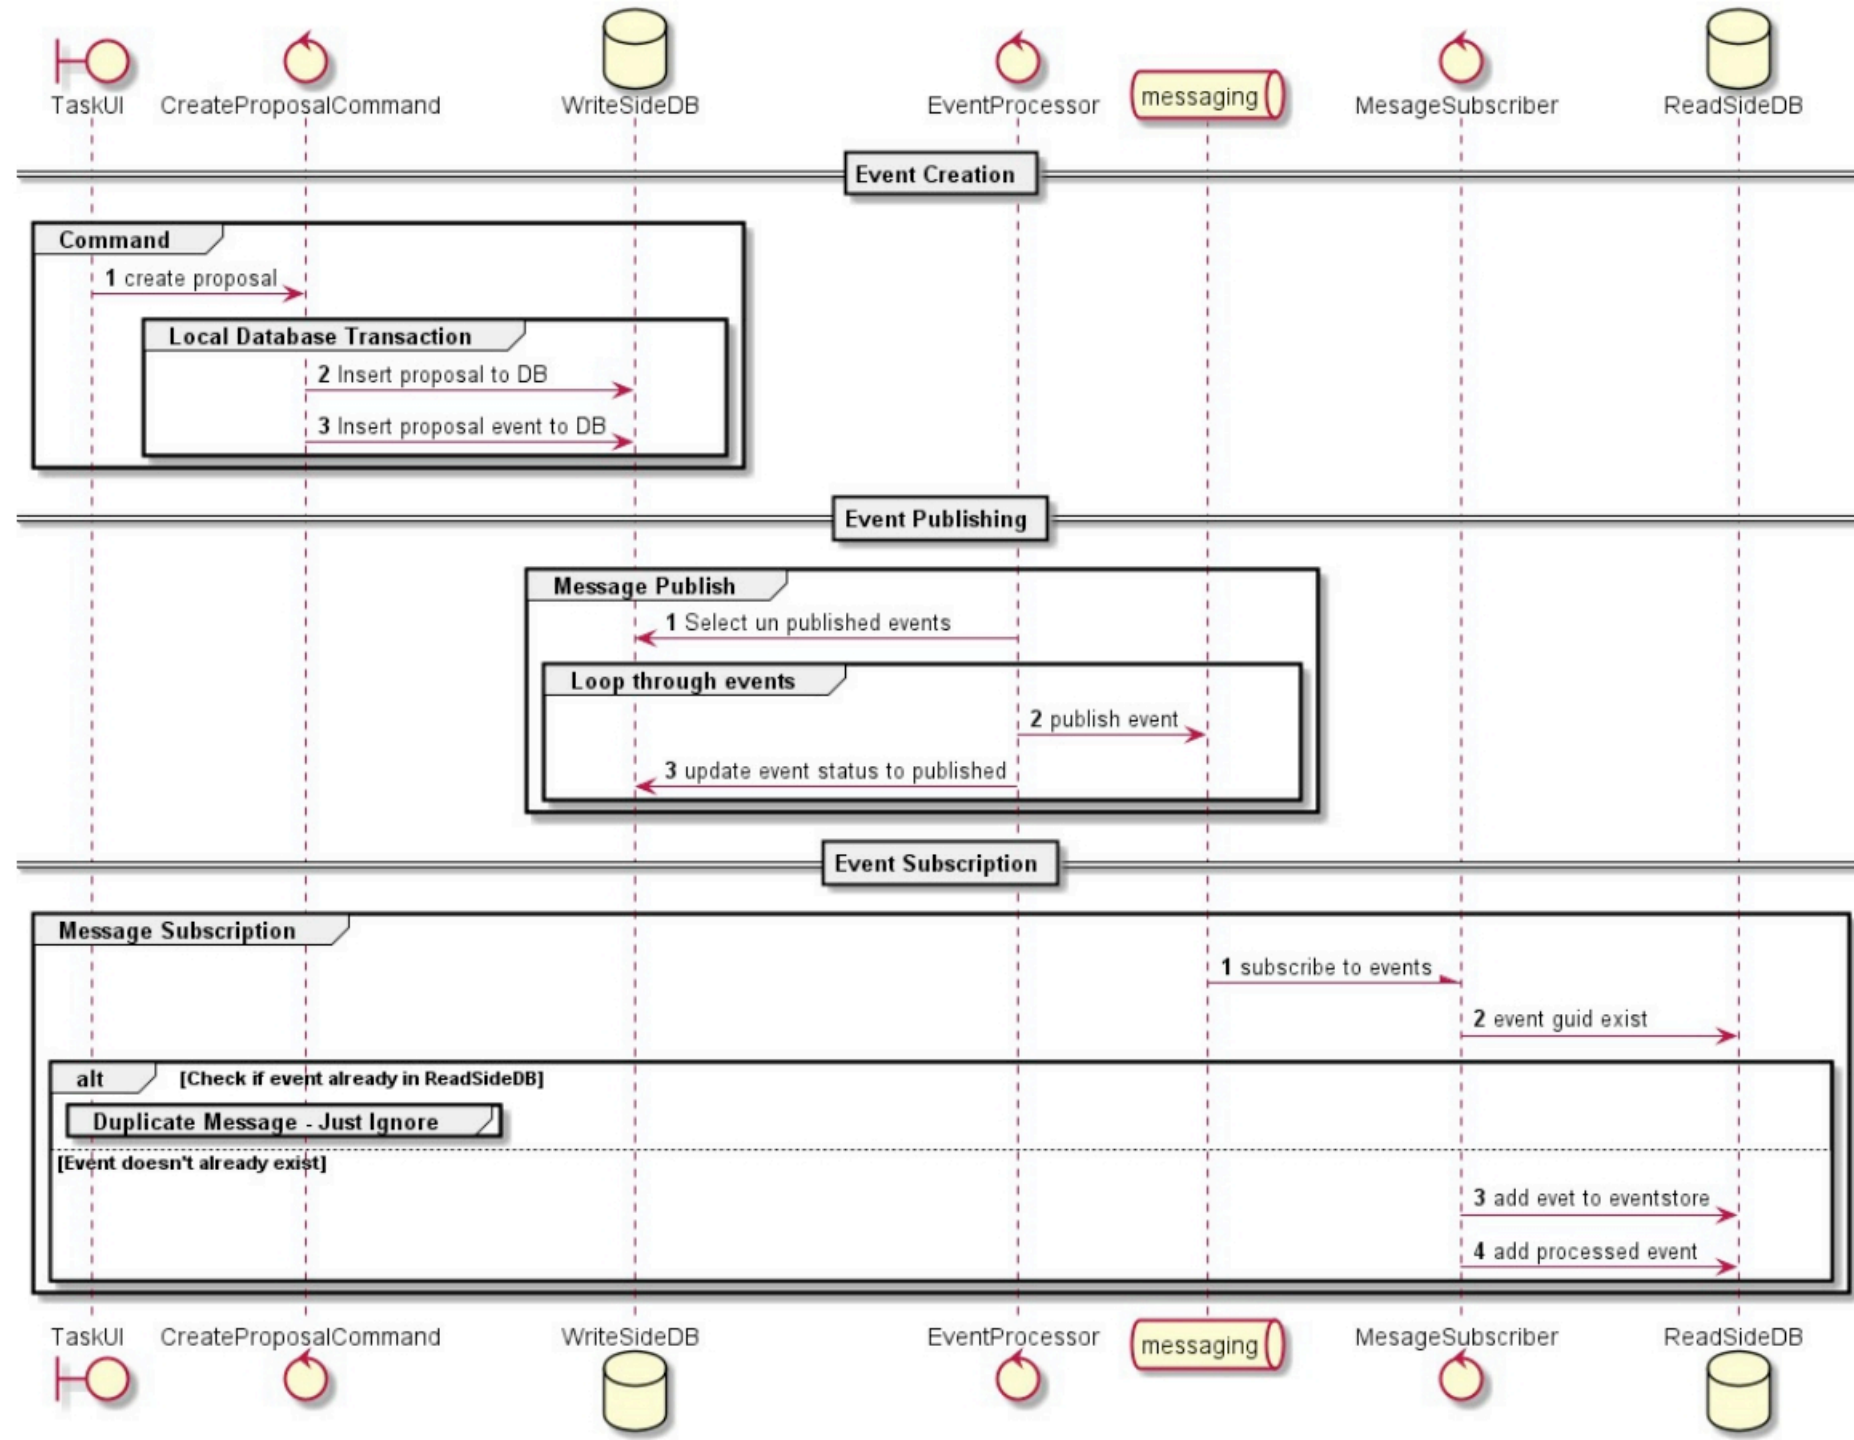 TaskUI CreateProposalCommand WriteSideDB EventProcessor messaging MesageSubscriber ReadSideDB
Event Creation
Command
1 create proposal
Local Database Transaction
2 Insert proposal to DB
3 Insert proposal event to DB
Event Publishing
Message Publish
1 Select un published events
Loop through events
2 publish event
3 update event status to published
Event Subscription
Message Subscription
1 subscribe to events
2 event guid exist
alt [Check if event already in ReadSideDB]
Duplicate Message - Just Ignore
[Event doesn't already exist]
3 add evet to eventstore
4 add processed event
TaskUI CreateProposalCommand WriteSideDB EventProcessor messaging MesageSubscriber ReadSideDB